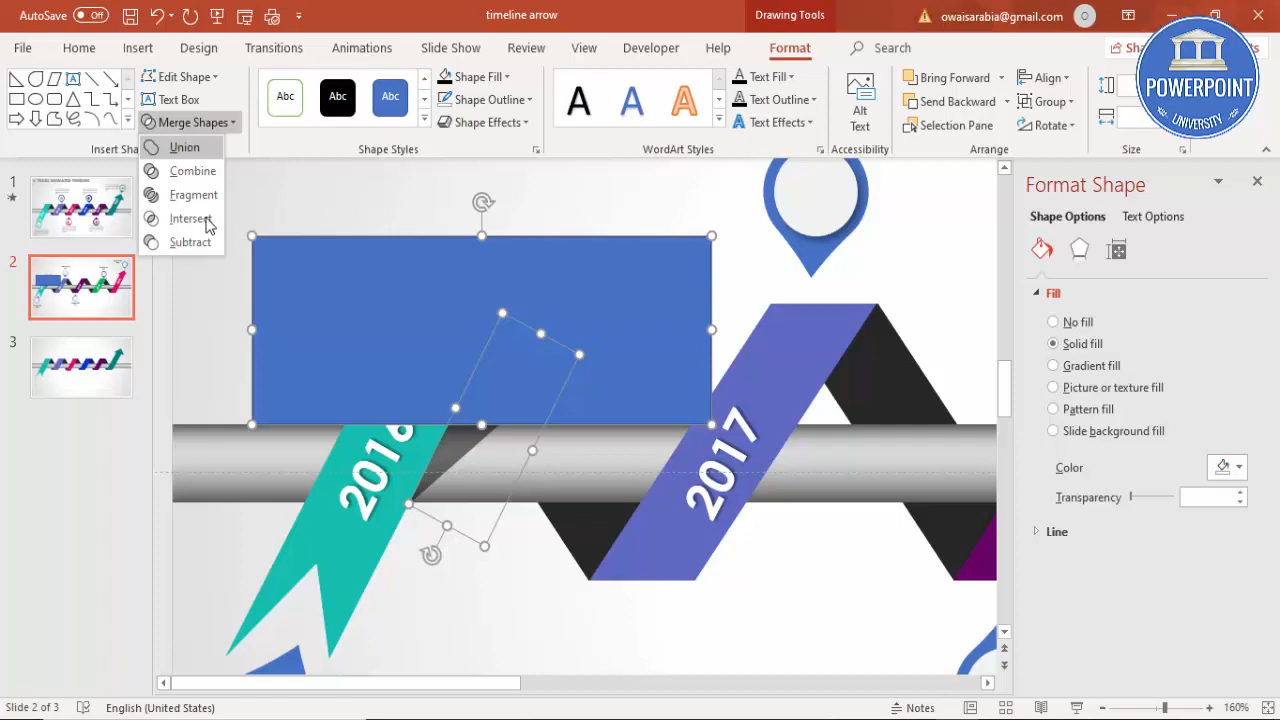 AutoSave Off
timeline arrow
Drawing Tools
owaisarabia@gmail.com
O
File Home Insert Design Transitions Animations Slide Show Review View Developer Help Format Search
Edit Shape
Text Box
Merge Shapes
Abc Abc Abc
Shape Fill
Shape Outline
Shape Effects
A A A
Text Fill
Text Outline
Text Effects
Alt
Text
Bring Forward
Send Backward
Selection Pane
Align
Group
Rotate
POWERPOINT
UNIVERSITY
Shape Styles
WordArt Styles
Accessibility
Arrange
Size
Union
Combine
Fragment
Intersect
Subtract
1
2
3
2016
2017
Format Shape
Shape Options Text Options
Fill
No fill
Solid fill
Gradient fill
Picture or texture fill
Pattern fill
Slide background fill
Color
Transparency
Line
Slide 2 of 3
English (United States)
Notes
160%